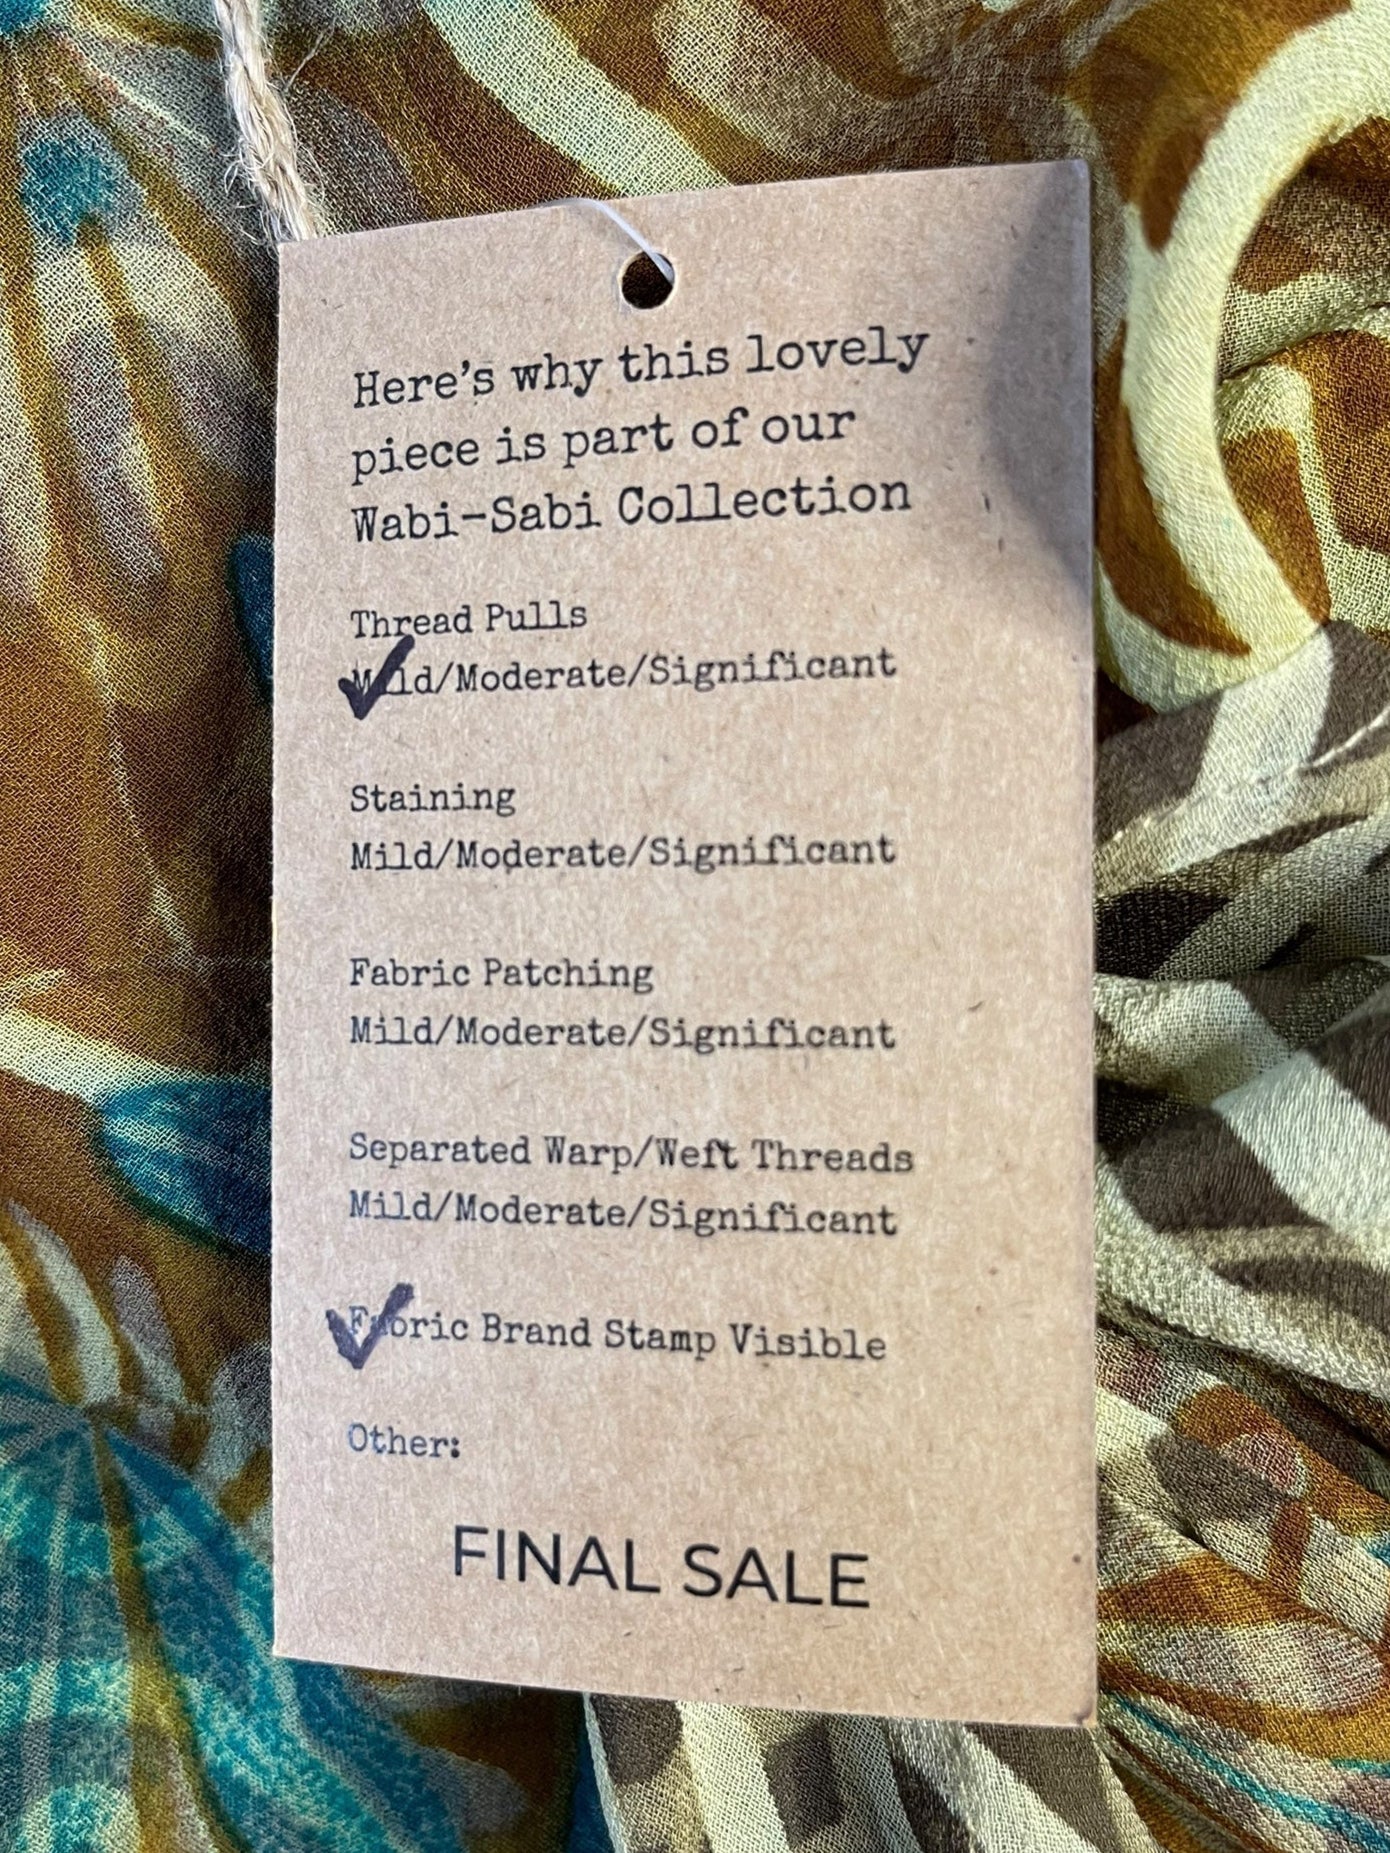 Here's why this lovely
piece is part of our
Wabi-Sabi Collection
Thread Pulls
Mild/Moderate/Significant
Staining
Mild/Moderate/Significant
Fabric Patching
Mild/Moderate/Significant
Separated Warp/Weft Threads
Mild/Moderate/Significant
Fabric Brand Stamp Visible
Other:
FINAL SALE